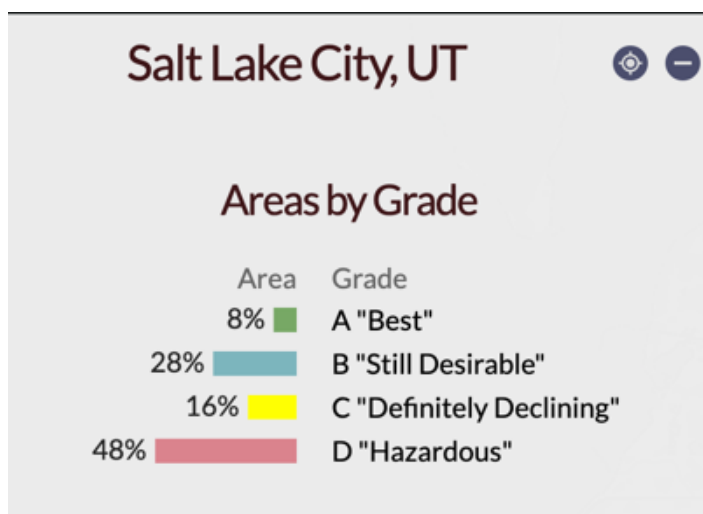 Salt Lake City, UT
Areas by Grade
Area Grade
8% A "Best"
28% B "Still Desirable"
16% C "Definitely Declining"
48% D "Hazardous"